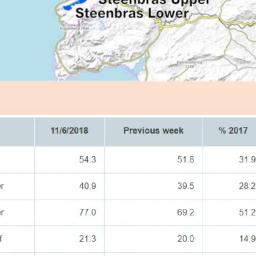 Steenbras Upper
Steenbras Lower
11/6/2018 Previous week % 2017
54.3 51.6 31.9
er 40.9 39.5 28.2
er 77.0 69.2 51.2
f 21.3 20.0 14.9